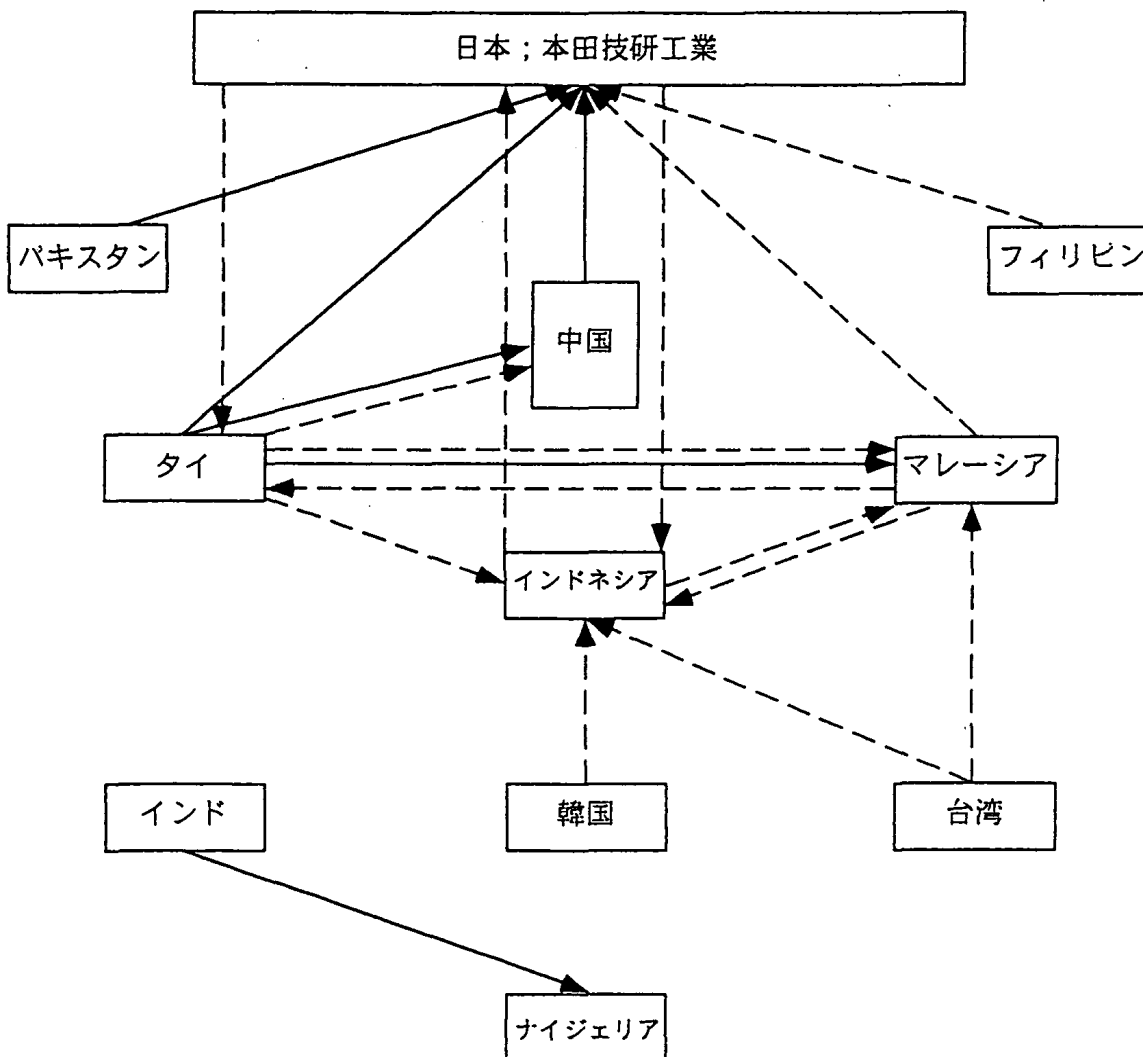 日本；本田技研工業
パキスタン
フィリピン
中国
タイ
マレーシア
インドネシア
インド
韓国
台湾
ナイジェリア